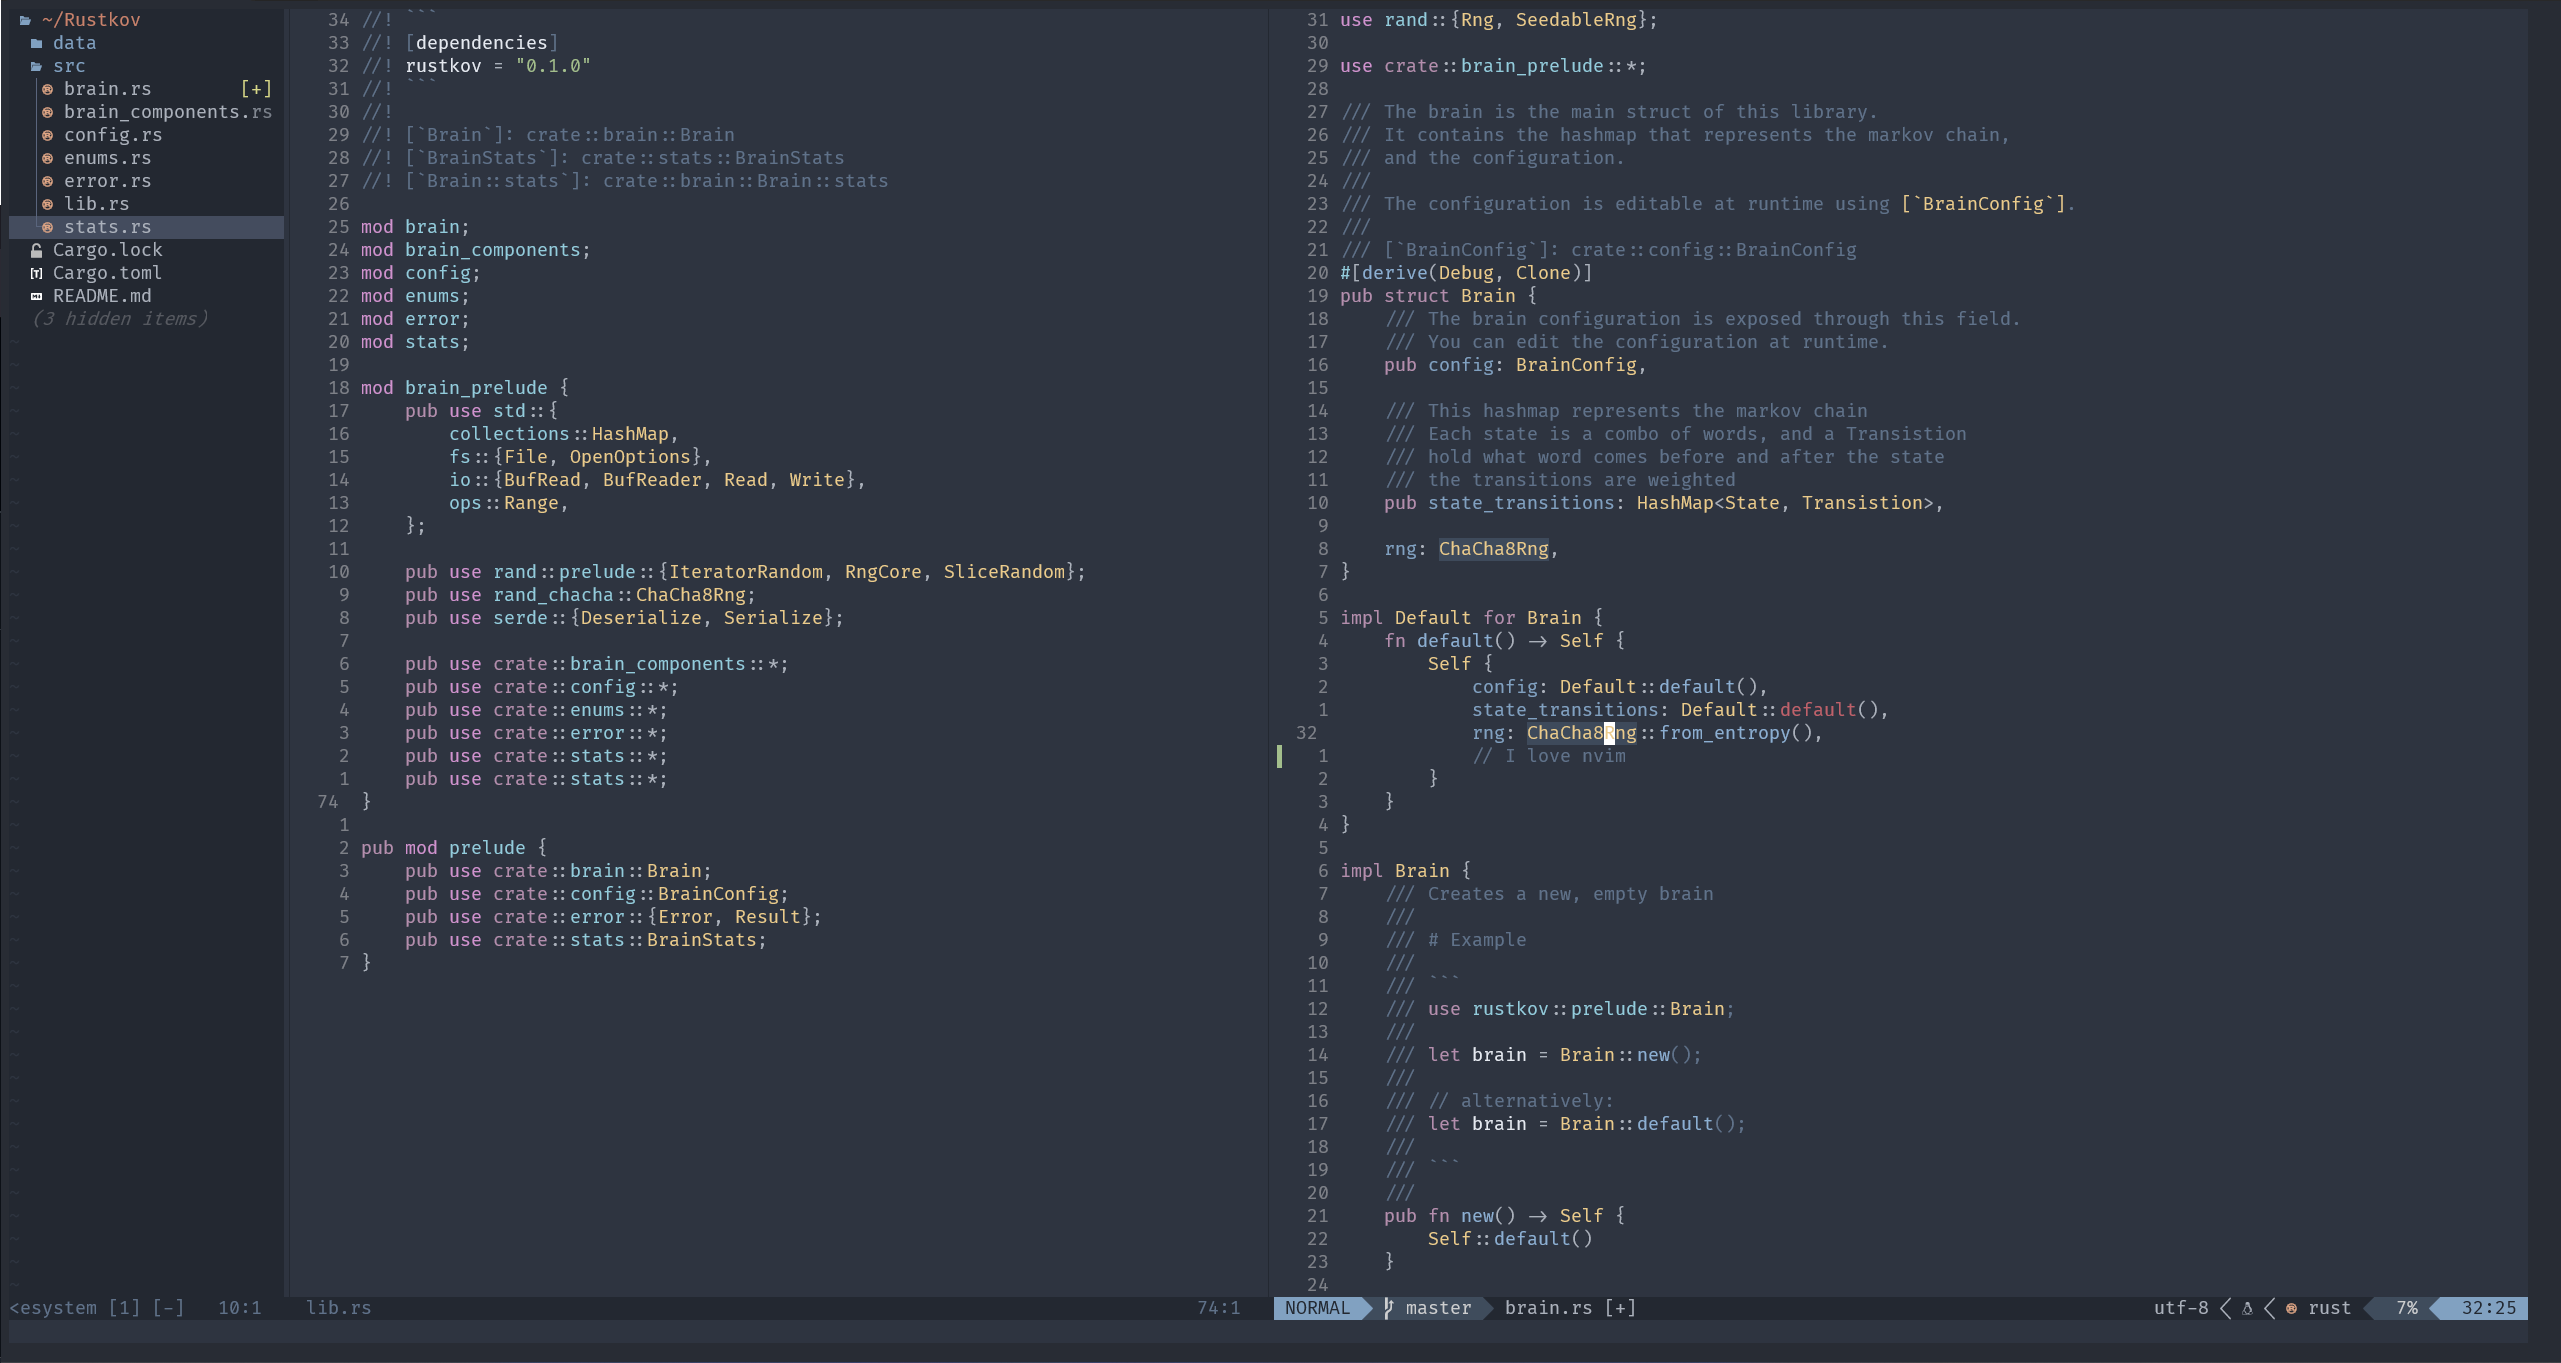 ~/Rustkov
data
src
brain.rs [+]
brain_components.rs
config.rs
enums.rs
error.rs
lib.rs
stats.rs
Cargo.lock
Cargo.toml
README.md
(3 hidden items)
34 //! ```
33 //! [dependencies]
32 //! rustkov = "0.1.0"
31 //! ```
30 //!
29 //! [`Brain`]: crate::brain::Brain
28 //! [`BrainStats`]: crate::stats::BrainStats
27 //! [`Brain::stats`]: crate::brain::Brain::stats
26
25 mod brain;
24 mod brain_components;
23 mod config;
22 mod enums;
21 mod error;
20 mod stats;
19
18 mod brain_prelude {
17     pub use std::{
16         collections::HashMap,
15         fs::{File, OpenOptions},
14         io::{BufRead, BufReader, Read, Write},
13         ops::Range,
12     };
11
10     pub use rand::prelude::{IteratorRandom, RngCore, SliceRandom};
9     pub use rand_chacha::ChaCha8Rng;
8     pub use serde::{Deserialize, Serialize};
7
6     pub use crate::brain_components::*;
5     pub use crate::config::*;
4     pub use crate::enums::*;
3     pub use crate::error::*;
2     pub use crate::stats::*;
1     pub use crate::stats::*;
74 }
1
2 pub mod prelude {
3     pub use crate::brain::Brain;
4     pub use crate::config::BrainConfig;
5     pub use crate::error::{Error, Result};
6     pub use crate::stats::BrainStats;
7 }
31 use rand::{Rng, SeedableRng};
30
29 use crate::brain_prelude::*;
28
27 /// The brain is the main struct of this library.
26 /// It contains the hashmap that represents the markov chain,
25 /// and the configuration.
24 ///
23 /// The configuration is editable at runtime using [`BrainConfig`].
22 ///
21 /// [`BrainConfig`]: crate::config::BrainConfig
20 #[derive(Debug, Clone)]
19 pub struct Brain {
18     /// The brain configuration is exposed through this field.
17     /// You can edit the configuration at runtime.
16     pub config: BrainConfig,
15
14     /// This hashmap represents the markov chain
13     /// Each state is a combo of words, and a Transistion
12     /// hold what word comes before and after the state
11     /// the transitions are weighted
10     pub state_transitions: HashMap<State, Transistion>,
9
8     rng: ChaCha8Rng,
7 }
6
5 impl Default for Brain {
4     fn default() -> Self {
3         Self {
2             config: Default::default(),
1             state_transitions: Default::default(),
32             rng: ChaCha8Rng::from_entropy(),
1             // I love nvim
2         }
3     }
4 }
5
6 impl Brain {
7     /// Creates a new, empty brain
8     ///
9     /// # Example
10     ///
11     /// ```
12     /// use rustkov::prelude::Brain;
13     ///
14     /// let brain = Brain::new();
15     ///
16     /// // alternatively:
17     /// let brain = Brain::default();
18     ///
19     /// ```
20     ///
21     pub fn new() -> Self {
22         Self::default()
23     }
24
<esystem [1] [-] 10:1 lib.rs 74:1 NORMAL master brain.rs [+] utf-8 rust 7% 32:25